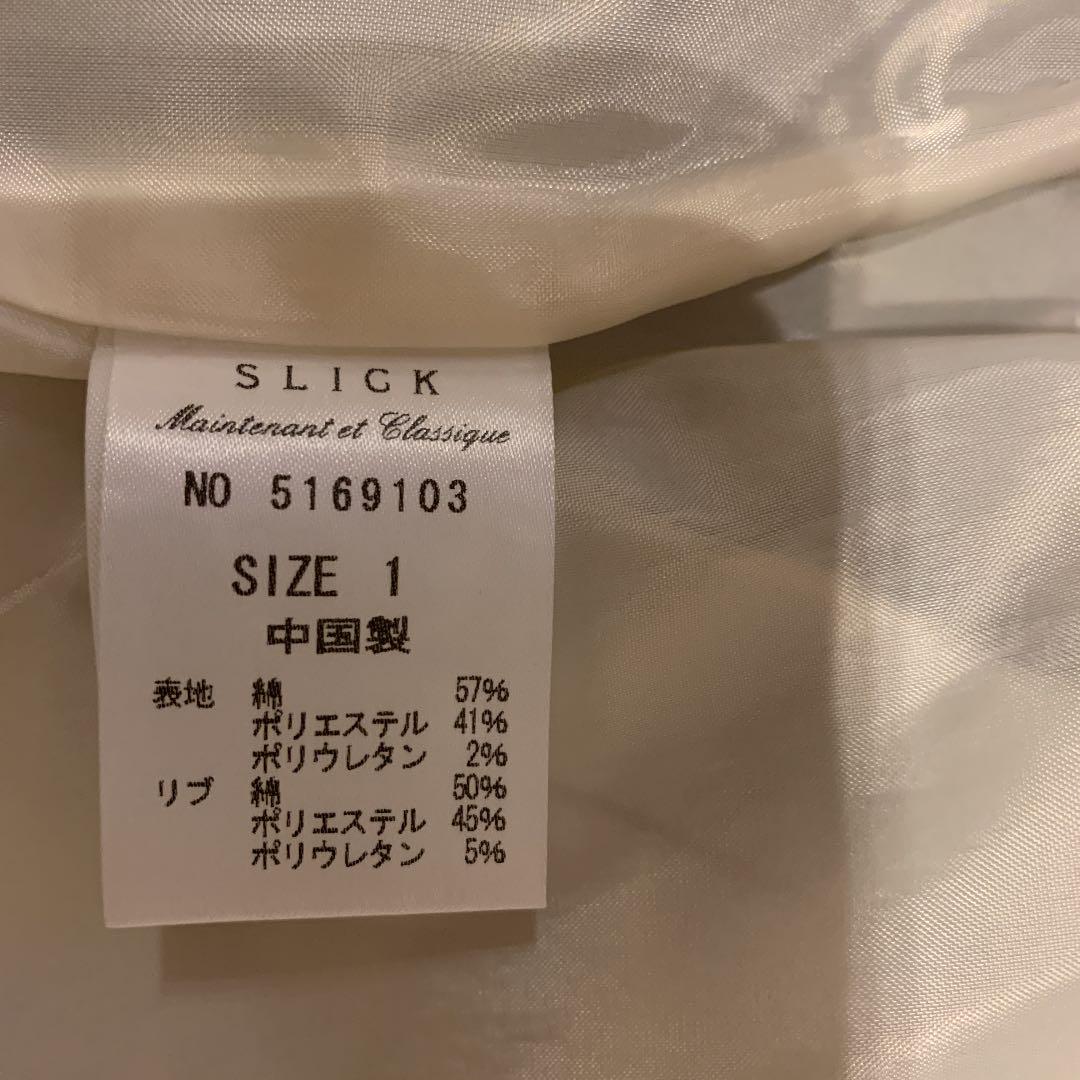 SLICK
Maintenant et Classique
NO 5169103
SIZE 1
中国製
表地 綿 57%
ポリエステル 41%
ポリウレタン 2%
リブ 綿 50%
ポリエステル 45%
ポリウレタン 5%